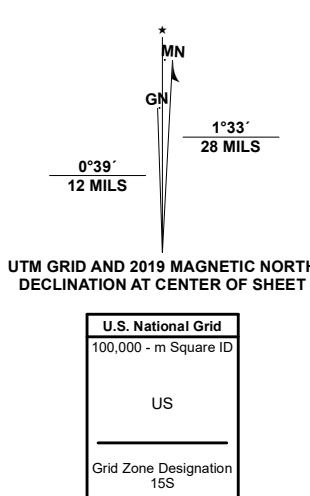 ★
MN
GN
1°33´
28 MILS
0°39´
12 MILS
UTM GRID AND 2019 MAGNETIC NORTH
DECLINATION AT CENTER OF SHEET
U.S. National Grid
100,000 - m Square ID
US
Grid Zone Designation
15S